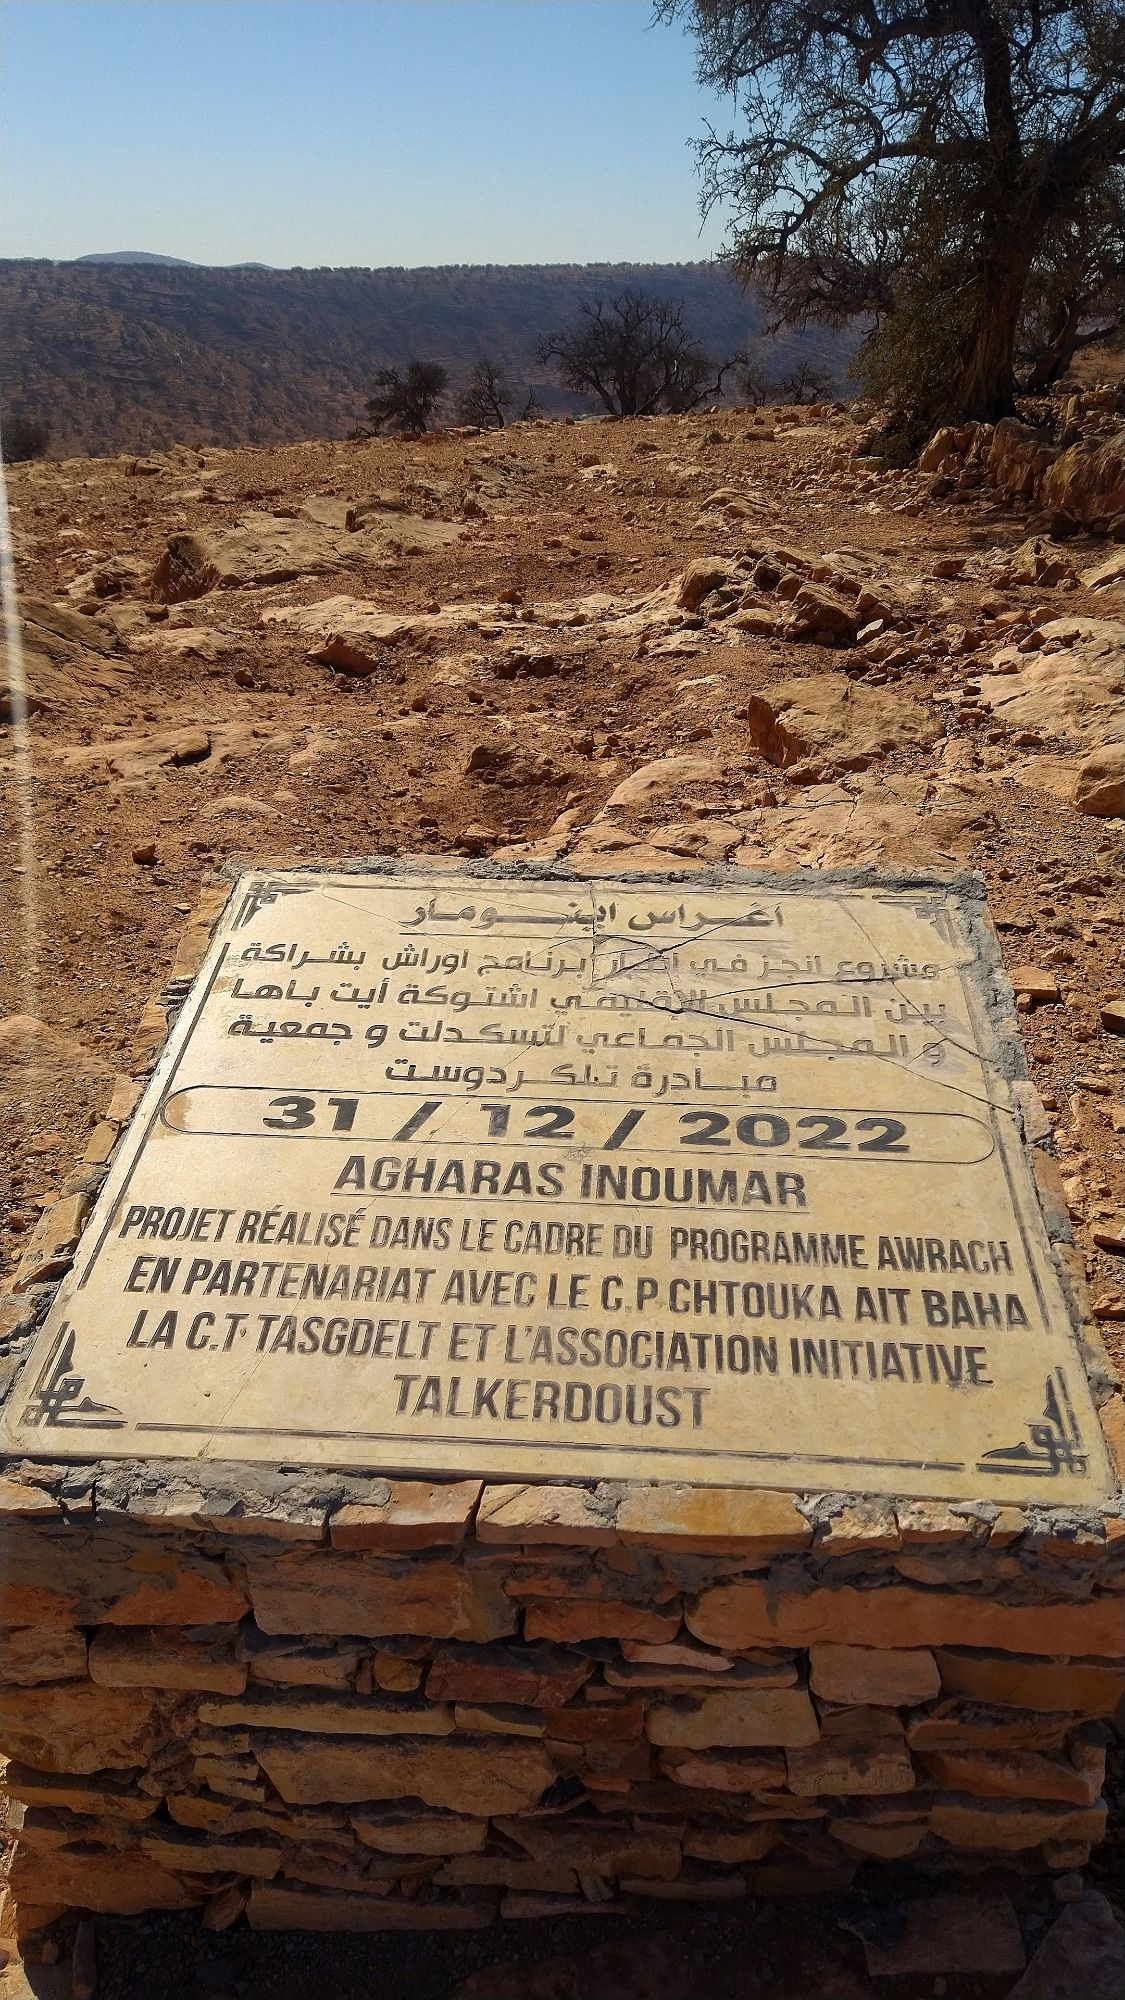 اغراس اينومار
مشروع انجز في اطار برنامج اوراش بشراكة
بين المجلس الاقليمي اشتوكة أيت باها
و المجلس الجماعي لتسكدلت و جمعية
مبادرة تلكردوست
31 / 12 / 2022
AGHARAS INOUMAR
PROJET RÉALISÉ DANS LE CADRE DU PROGRAMME AWRACH
EN PARTENARIAT AVEC LE C.P.CHTOUKA AIT BAHA
LA C.T.TASGDELT ET L'ASSOCIATION INITIATIVE
TALKERDOUST